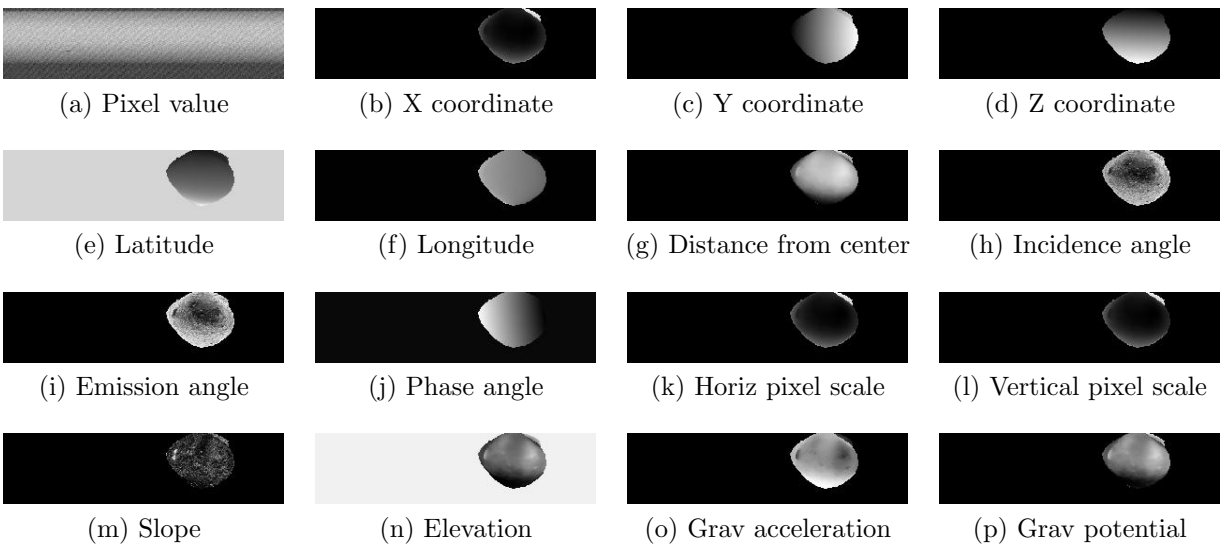 (a) Pixel value
(b) X coordinate
(c) Y coordinate
(d) Z coordinate
(e) Latitude
(f) Longitude
(g) Distance from center
(h) Incidence angle
(i) Emission angle
(j) Phase angle
(k) Horiz pixel scale
(l) Vertical pixel scale
(m) Slope
(n) Elevation
(o) Grav acceleration
(p) Grav potential